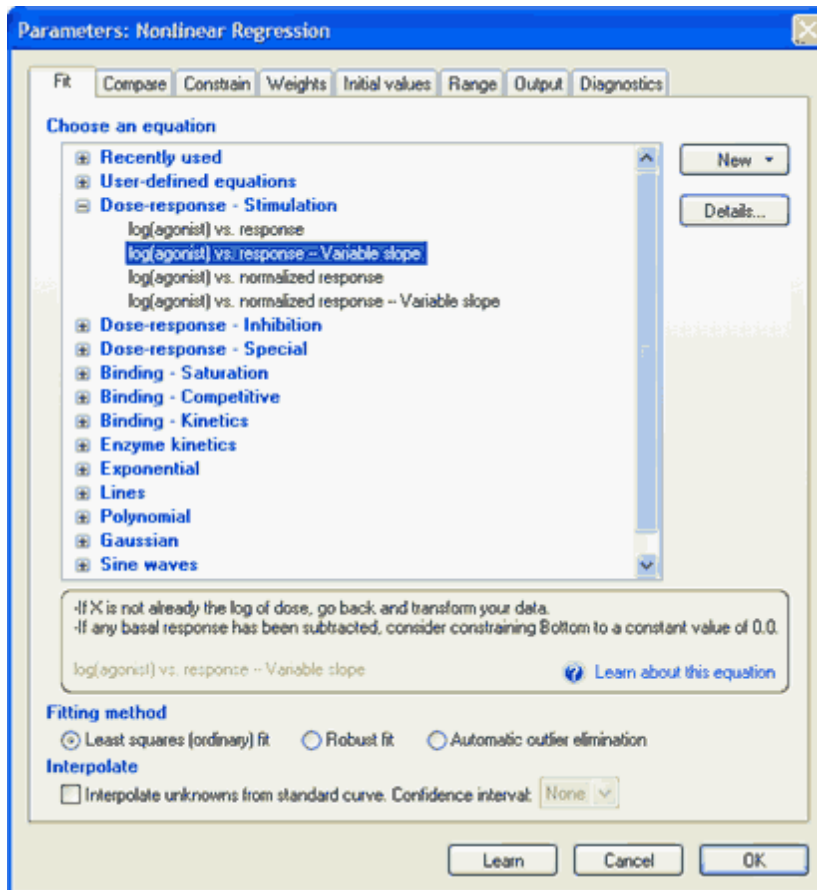 Parameters: Nonlinear Regression
Fit Compare Constrain Weights Initial values Range Output Diagnostics
Choose an equation
Recently used
User-defined equations
Dose-response - Stimulation
log(agonist) vs. response
log(agonist) vs. response -- Variable slope
log(agonist) vs. normalized response
log(agonist) vs. normalized response -- Variable slope
Dose-response - Inhibition
Dose-response - Special
Binding - Saturation
Binding - Competitive
Binding - Kinetics
Enzyme kinetics
Exponential
Lines
Polynomial
Gaussian
Sine waves
New
Details...
-If X is not already the log of dose, go back and transform your data.
-If any basal response has been subtracted, consider constraining Bottom to a constant value of 0.0.
log(agonist) vs. response -- Variable slope
Learn about this equation
Fitting method
Least squares (ordinary) fit Robust fit Automatic outlier elimination
Interpolate
Interpolate unknowns from standard curve. Confidence interval: None
Learn Cancel OK